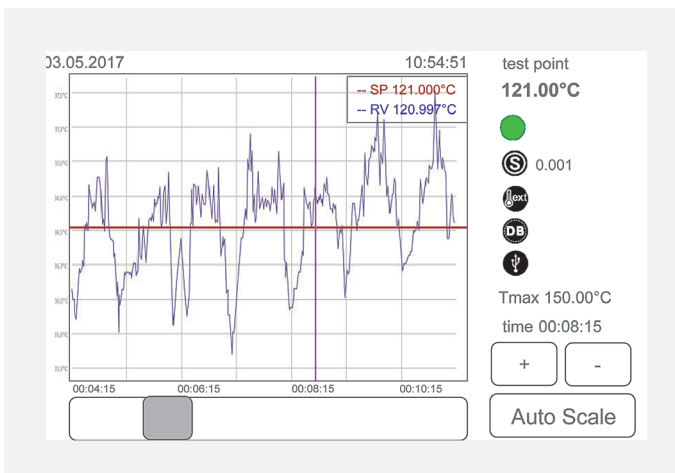 03.05.2017 10:54:51
-- SP 121.000°C
-- RV 120.997°C
00:04:15 00:06:15 00:08:15 00:10:15
test point
121.00°C
S 0.001
ext
DB
Tmax 150.00°C
time 00:08:15
+ -
Auto Scale